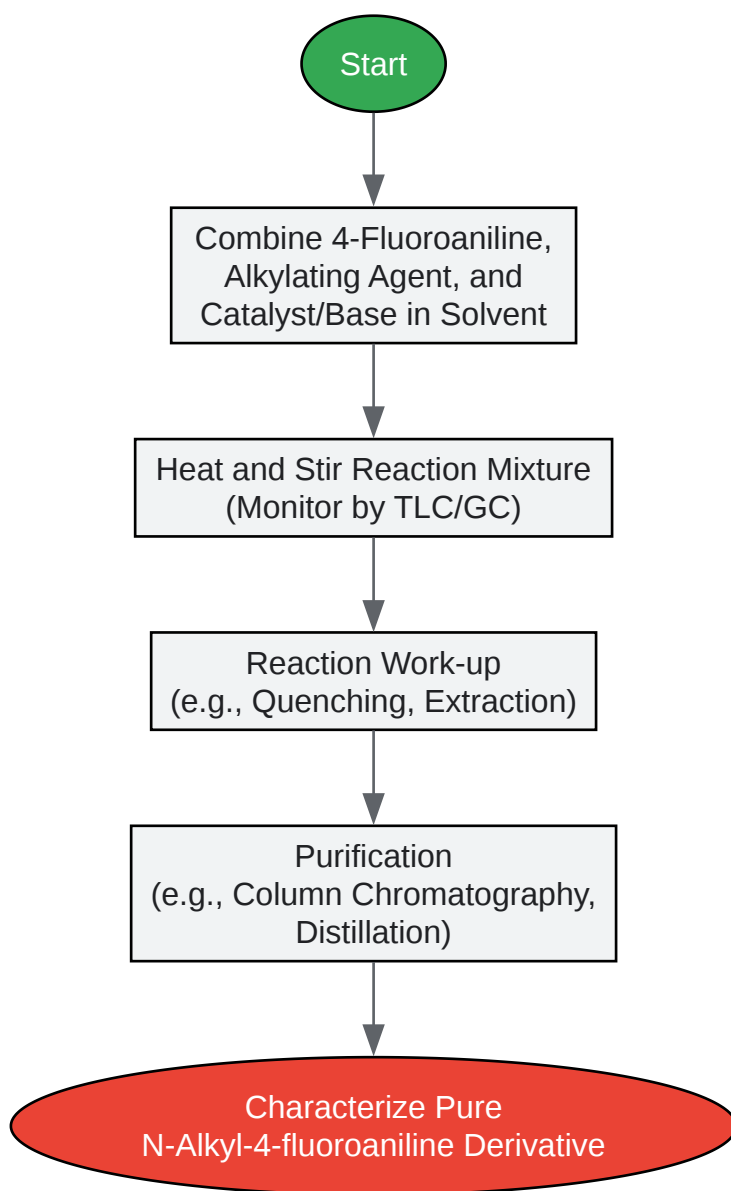 Start
Combine 4-Fluoroaniline,
Alkylating Agent, and
Catalyst/Base in Solvent
Heat and Stir Reaction Mixture
(Monitor by TLC/GC)
Reaction Work-up
(e.g., Quenching, Extraction)
Purification
(e.g., Column Chromatography,
Distillation)
Characterize Pure
N-Alkyl-4-fluoroaniline Derivative